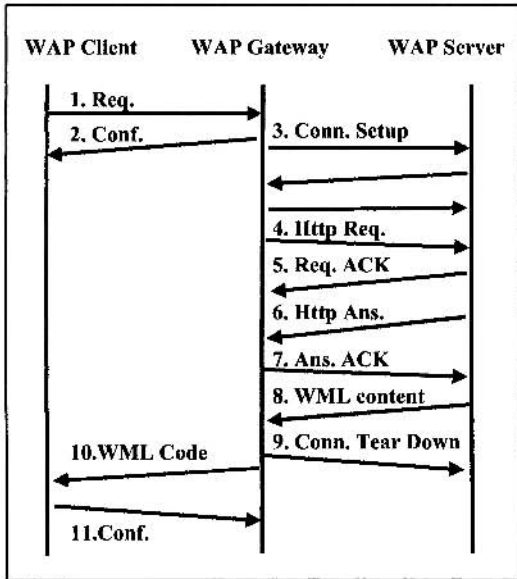 WAP Client WAP Gateway WAP Server
1. Req.
2. Conf.
3. Conn. Setup
4. Http Req.
5. Req. ACK
6. Http Ans.
7. Ans. ACK
8. WML content
9. Conn. Tear Down
10.WML Code
11.Conf.